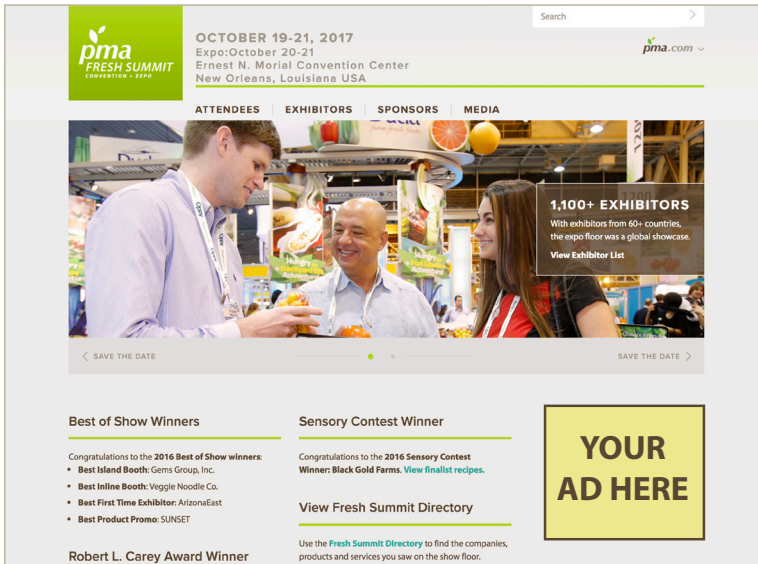 Search
pma
FRESH SUMMIT
CONVENTION + EXPO
OCTOBER 19-21, 2017
Expo:October 20-21
Ernest N. Morial Convention Center
New Orleans, Louisiana USA
pma.com
ATTENDEES
EXHIBITORS
SPONSORS
MEDIA
1,100+ EXHIBITORS
With exhibitors from 60+ countries,
the expo floor was a global showcase.
View Exhibitor List
SAVE THE DATE
SAVE THE DATE
Best of Show Winners
Congratulations to the 2016 Best of Show winners:
• Best Island Booth: Gems Group, Inc.
• Best Inline Booth: Veggie Noodle Co.
• Best First Time Exhibitor: ArizonaEast
• Best Product Promo: SUNSET
Robert L. Carey Award Winner
Sensory Contest Winner
Congratulations to the 2016 Sensory Contest
Winner: Black Gold Farms. View finalist recipes.
View Fresh Summit Directory
Use the Fresh Summit Directory to find the companies,
products and services you saw on the show floor.
YOUR
AD HERE